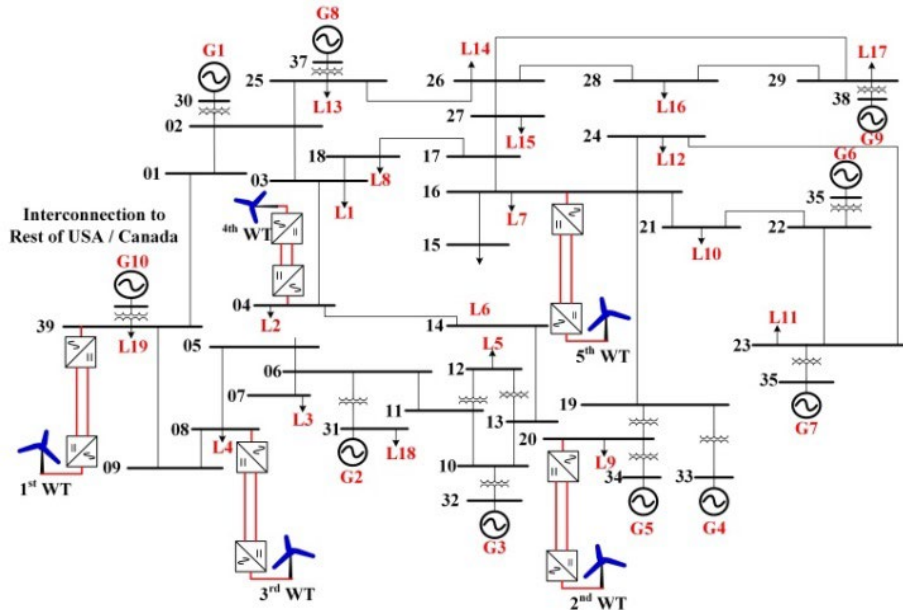 G8
G1
37
L14
L17
25
26
28
29
30
L13
L16
38
G9
02
27
24
L15
L12
G6
18
17
01
03
L8
16
35
Interconnection to
Rest of USA / Canada
4th WT
L1
L7
21
22
15
L10
G10
04
L6
39
L2
14
L11
L19
05
L5
5th WT
23
06
12
07
L3
11
13
19
35
08
L4
31
20
G7
09
L18
10
L9
34
33
1st WT
G2
32
G3
G5
G4
3rd WT
2nd WT